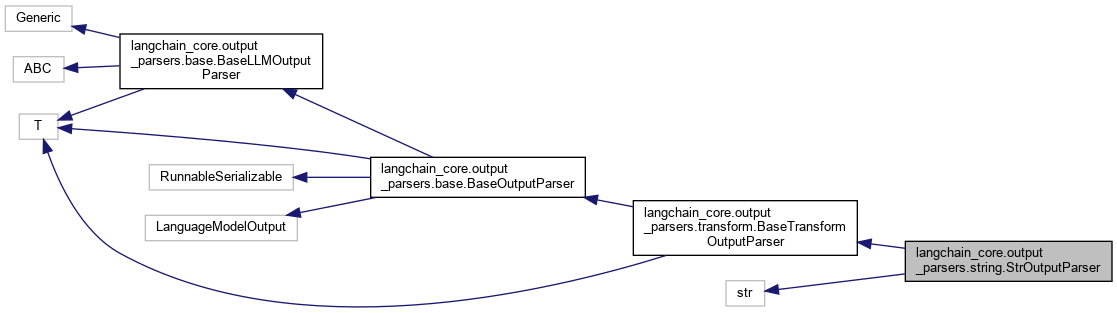 Generic
langchain_core.output
_parsers.base.BaseLLMOutput
Parser
ABC
T
langchain_core.output
_parsers.base.BaseOutputParser
RunnableSerializable
LanguageModelOutput
langchain_core.output
_parsers.transform.BaseTransform
OutputParser
langchain_core.output
_parsers.string.StrOutputParser
str